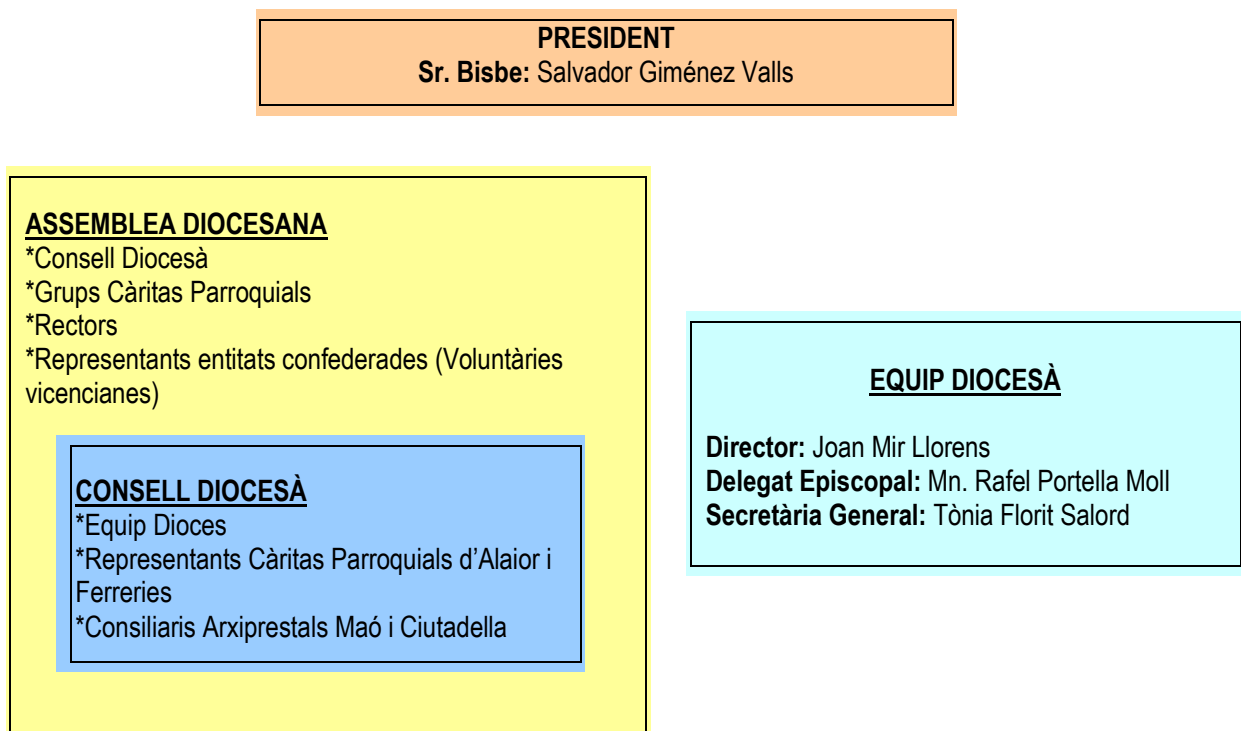 PRESIDENT
Sr. Bisbe: Salvador Giménez Valls
ASSEMBLEA DIOCESANA
*Consell Diocesà
*Grups Càritas Parroquials
*Rectors
*Representants entitats confederades (Voluntàries
vicencianes)
CONSELL DIOCESÀ
*Equip Dioces
*Representants Càritas Parroquials d’Alaior i
Ferreries
*Consiliaris Arxiprestals Maó i Ciutadella
EQUIP DIOCESÀ
Director: Joan Mir Llorens
Delegat Episcopal: Mn. Rafel Portella Moll
Secretària General: Tònia Florit Salord